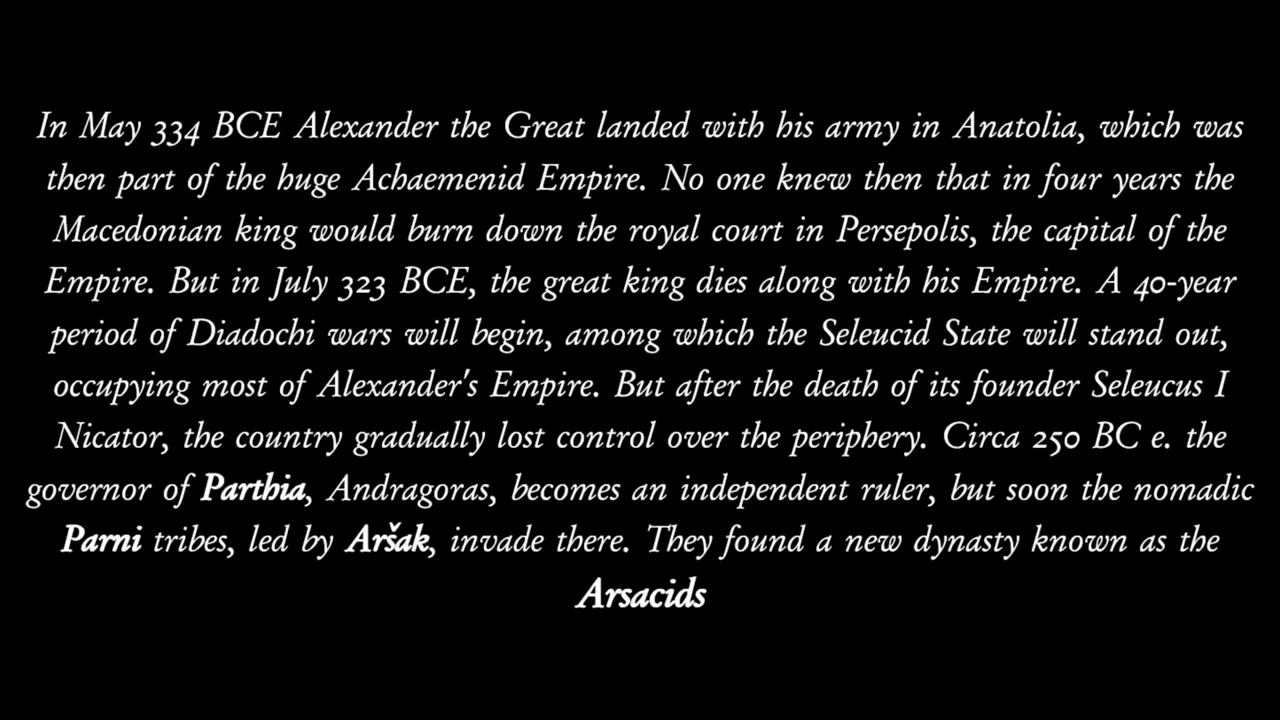 In May 334 BCE Alexander the Great landed with his army in Anatolia, which was
then part of the huge Achaemenid Empire. No one knew then that in four years the
Macedonian king would burn down the royal court in Persepolis, the capital of the
Empire. But in July 323 BCE, the great king dies along with his Empire. A 40-year
period of Diadochi wars will begin, among which the Seleucid State will stand out,
occupying most of Alexander's Empire. But after the death of its founder Seleucus I
Nicator, the country gradually lost control over the periphery. Circa 250 BC e. the
governor of Parthia, Andragoras, becomes an independent ruler, but soon the nomadic
Parni tribes, led by Aršak, invade there. They found a new dynasty known as the
Arsacids